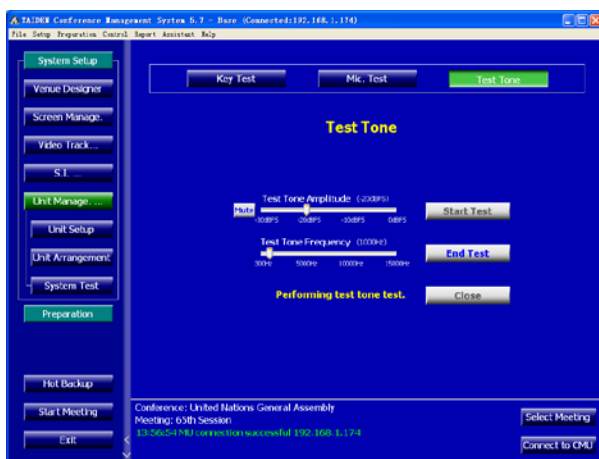 TAIDEN Conference Management System 5.7 - Base (Connected:192.168.1.174)
File Setup Preparation Control Report Assistant Help
System Setup
Venue Designer
Screen Manage.
Video Track...
S.I. ...
Unit Manage. ...
Unit Setup
Unit Arrangement
System Test
Preparation
Hot Backup
Start Meeting
Exit
Key Test
Mic. Test
Test Tone
Test Tone
Test Tone Amplitude (-20dBFS)
Mute
-30dBFS -20dBFS -10dBFS 0dBFS
Start Test
Test Tone Frequency (1000Hz)
300Hz 5000Hz 10000Hz 15000Hz
End Test
Performing test tone test.
Close
Conference: United Nations General Assembly
Meeting: 65th Session
13:56:54 MU connection successful 192.168.1.174
Select Meeting
Connect to CMU